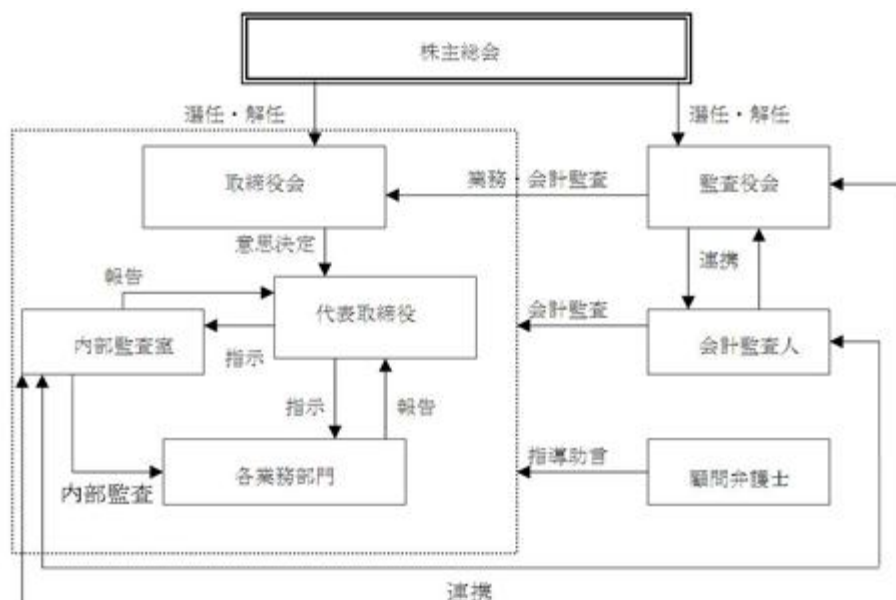 株主総会
選任・解任
選任・解任
取締役会
業務・会計監査
監査役会
意思決定
連携
報告
代表取締役
会計監査
内部監査室
会計監査人
指示
指示
報告
指導助言
各業務部門
顧問弁護士
内部監査
連携